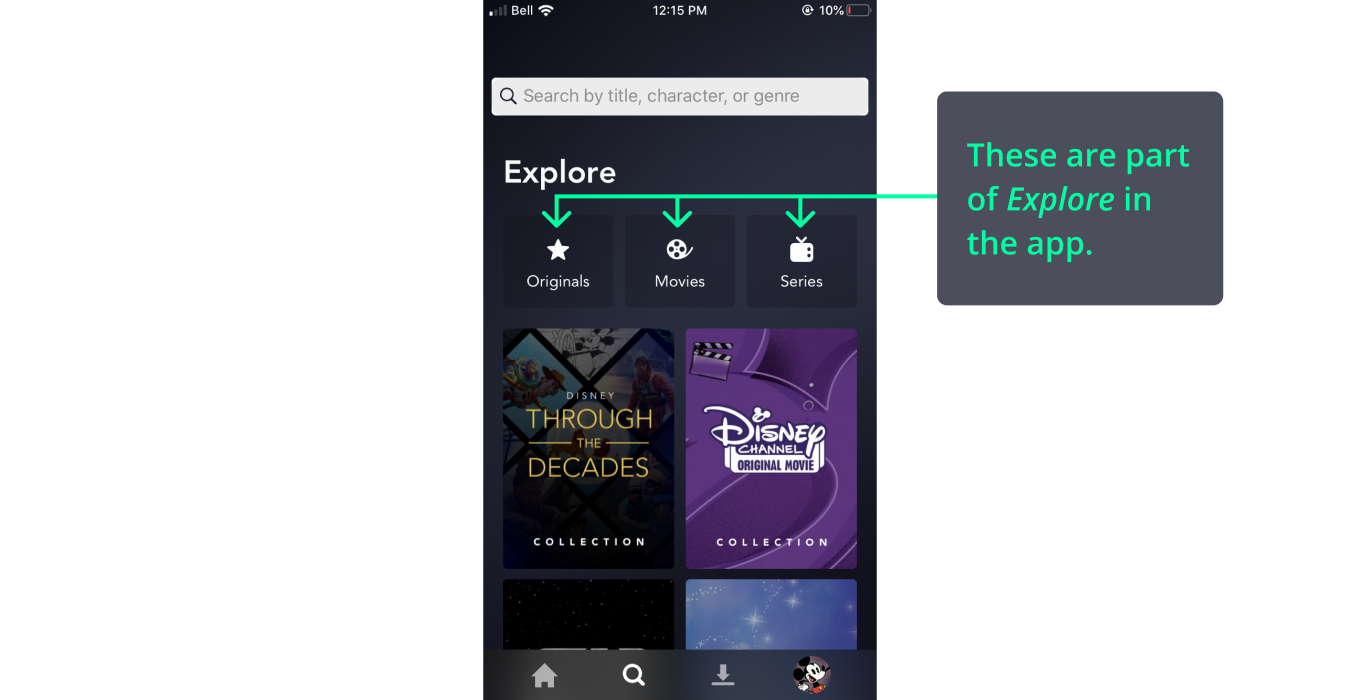 Bell 12:15 PM 10%
Search by title, character, or genre
Explore
Originals Movies Series
These are part
of Explore in
the app.
DISNEY
THROUGH
THE
DECADES
COLLECTION
Disney
CHANNEL
ORIGINAL MOVIE
COLLECTION